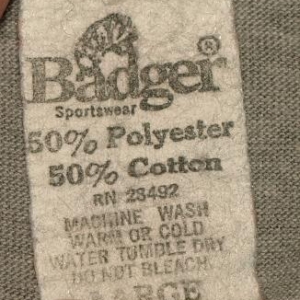 Badger®
Sportswear
50% Polyester
50% Cotton
RN 23492
MACHINE WASH
WARM OR COLD
WATER TUMBLE DRY
DO NOT BLEACH.
LARGE